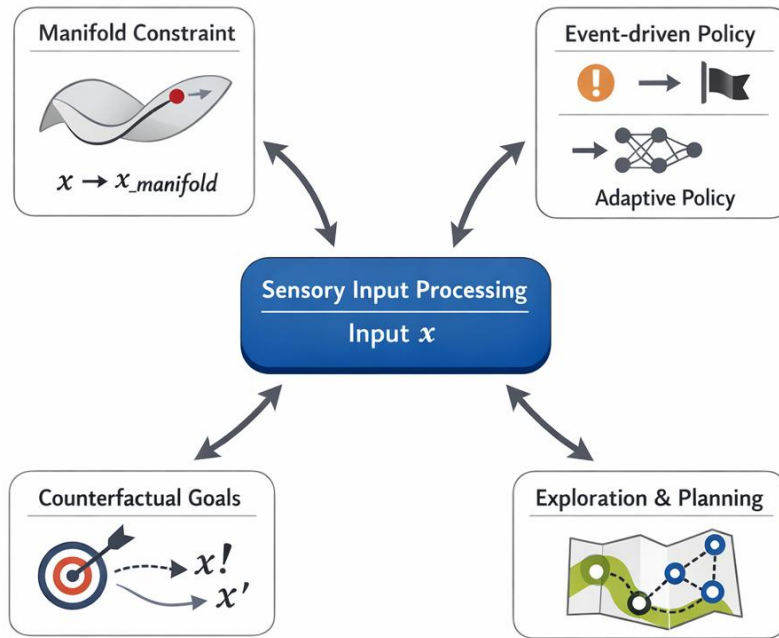 Manifold Constraint
x → x_manifold
Event-driven Policy
!
Adaptive Policy
Sensory Input Processing
Input x
Counterfactual Goals
x!
x'
Exploration & Planning